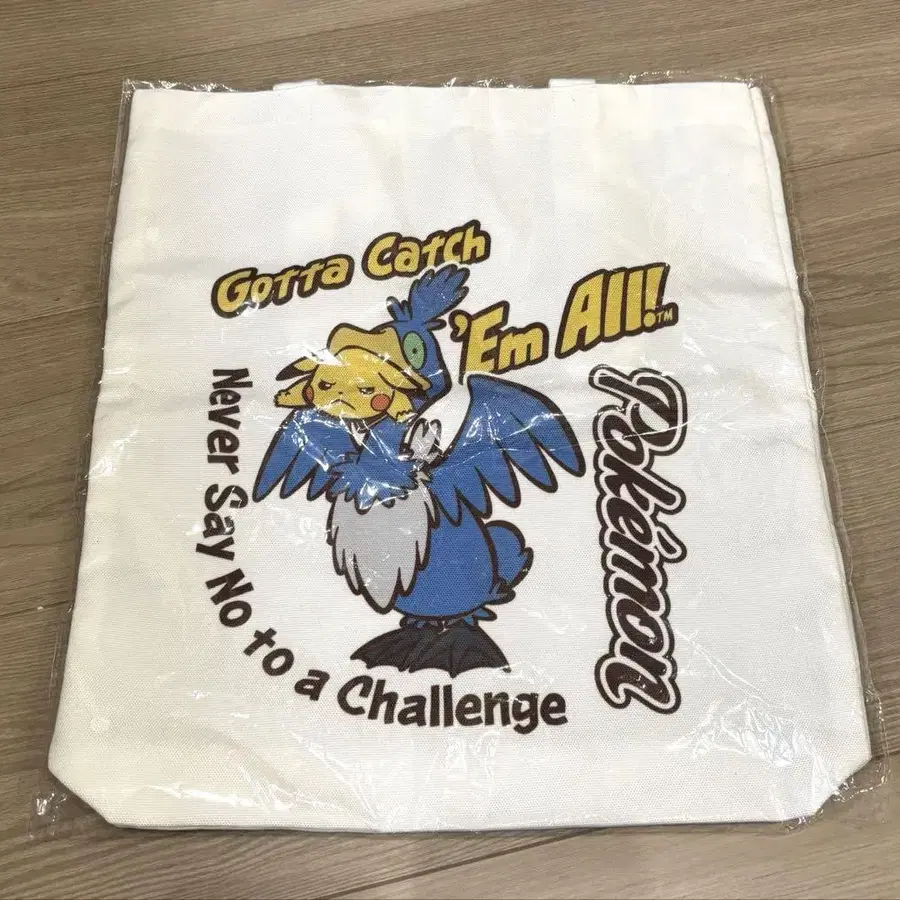 Gotta Catch
'Em All!™
Pokémon
Never Say No to a Challenge